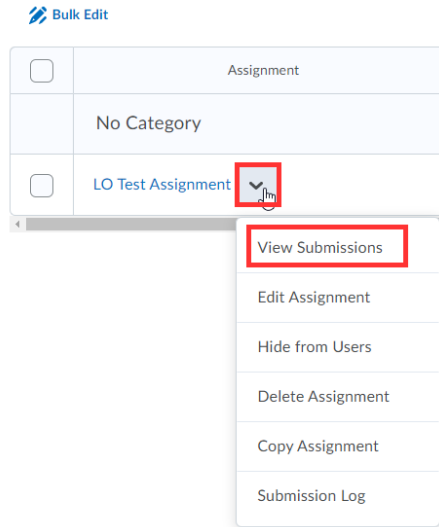 Bulk Edit
Assignment
No Category
LO Test Assignment
View Submissions
Edit Assignment
Hide from Users
Delete Assignment
Copy Assignment
Submission Log